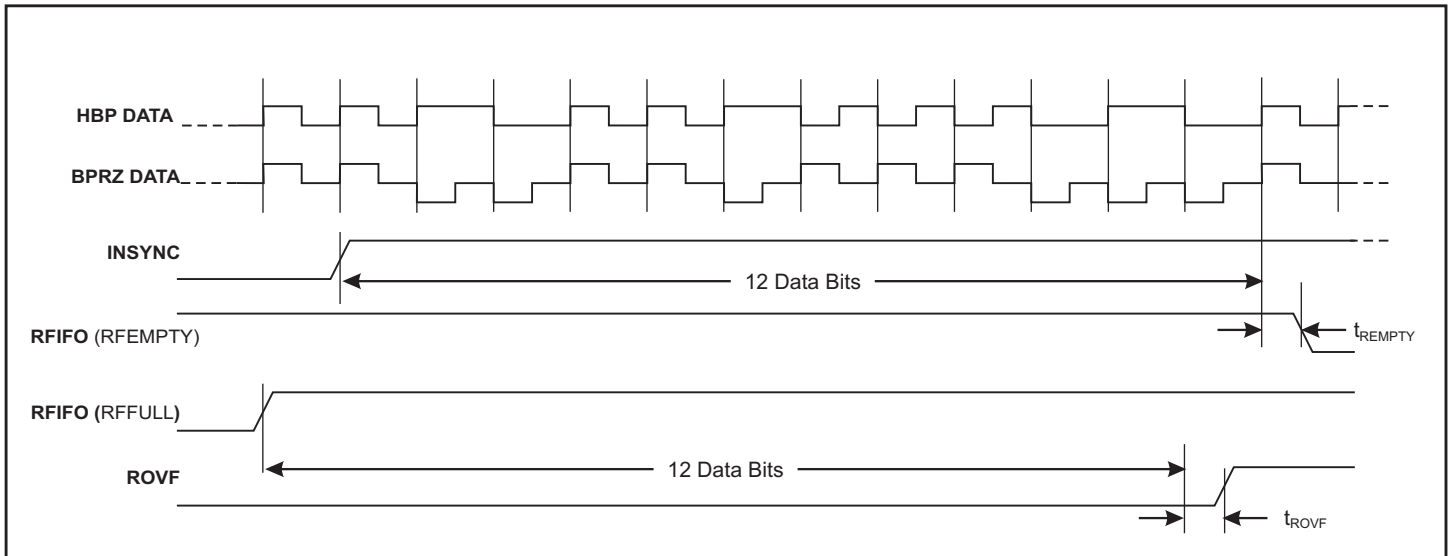 HBP DATA
BPRZ DATA
INSYNC
12 Data Bits
RFIFO (RFEMPTY)
tREMPTY
RFIFO (RFFULL)
12 Data Bits
ROVF
tROVF